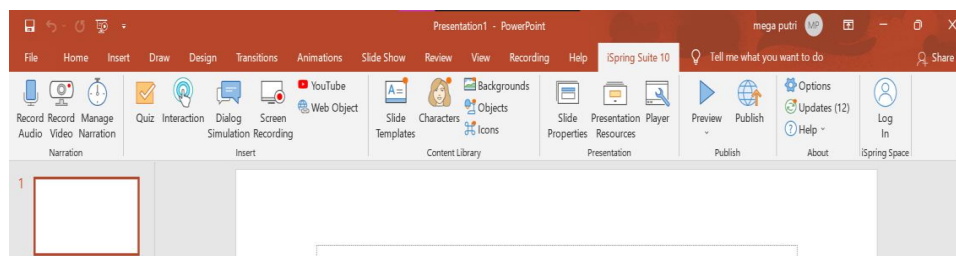 Presentation1 - PowerPoint
mega putri MP
File Home Insert Draw Design Transitions Animations Slide Show Review View Recording Help iSpring Suite 10 Tell me what you want to do Share
Record Audio
Record Video
Manage Narration
Narration
Quiz
Interaction
Dialog Simulation
Screen Recording
YouTube
Web Object
Insert
Slide Templates
Characters
Backgrounds
Objects
Icons
Content Library
Slide Properties
Presentation Resources
Player
Presentation
Preview
Publish
Publish
Options
Updates (12)
Help
About
Log In
iSpring Space
1